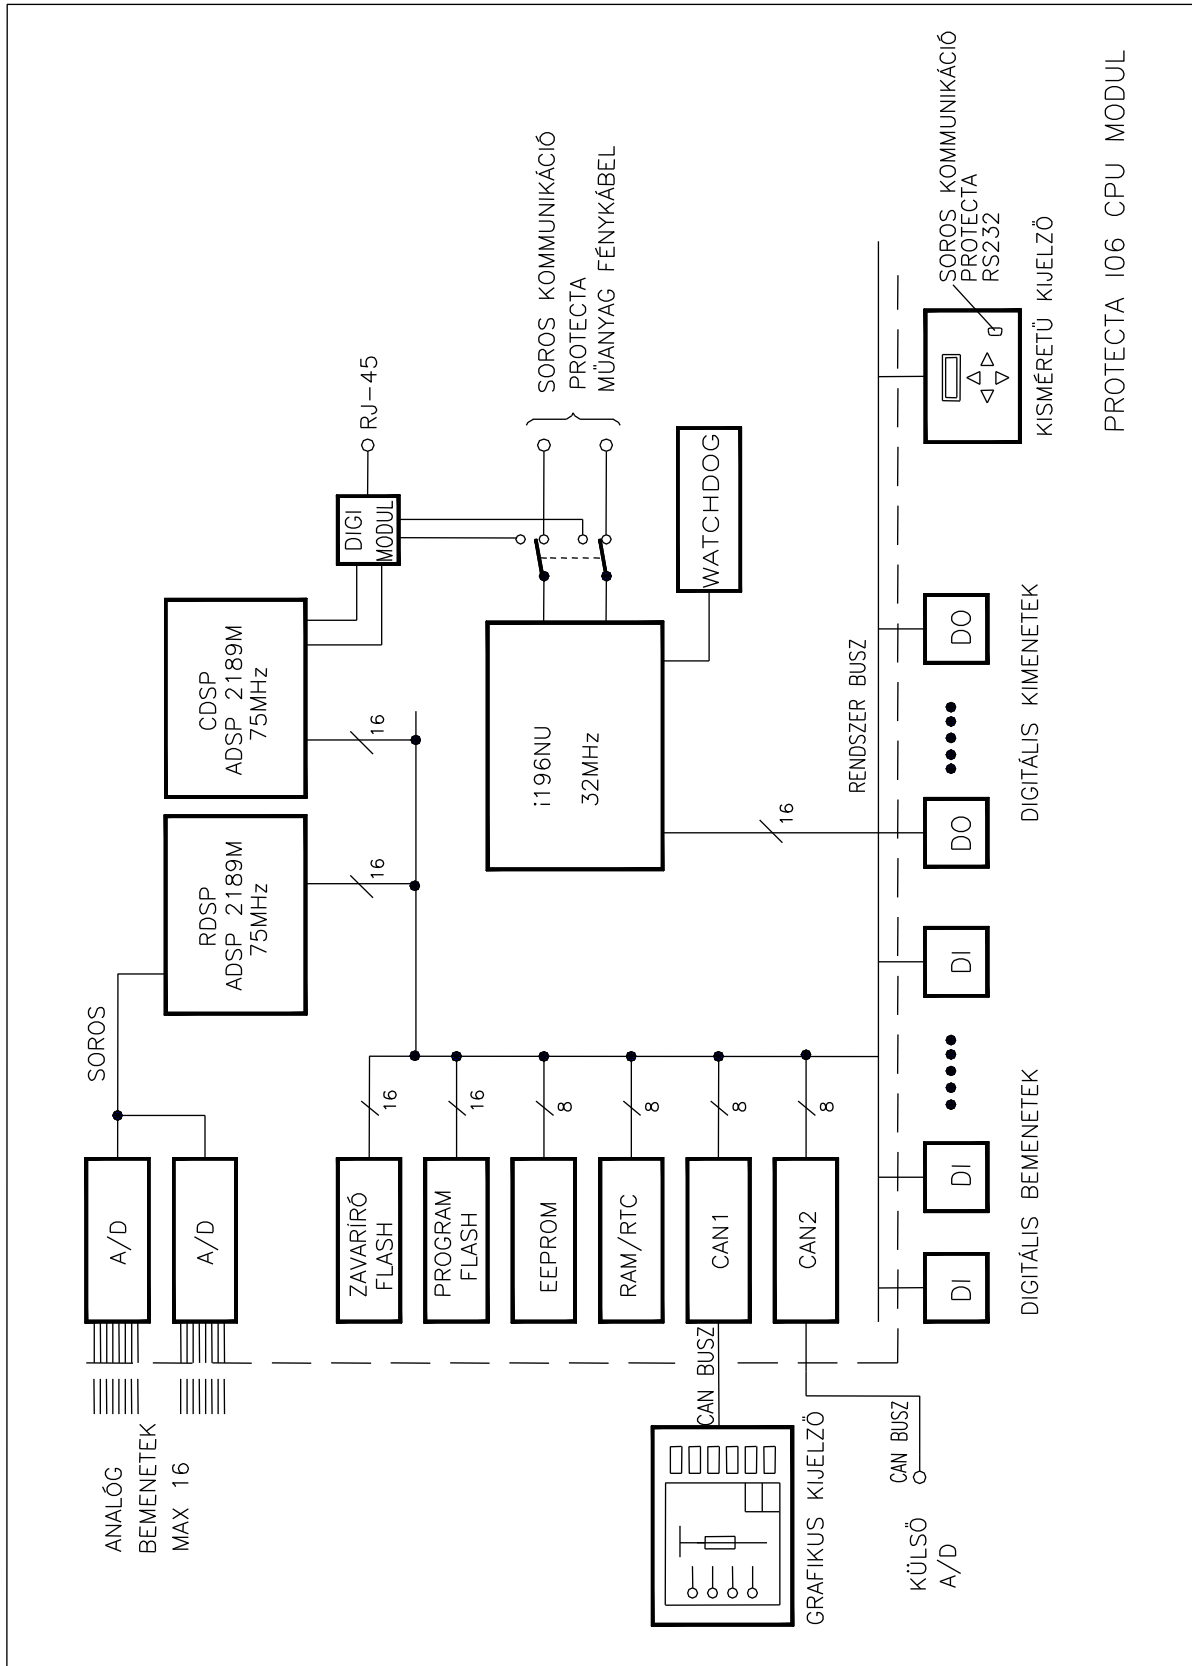 ANALÓG
BEMENETEK
MAX 16
A/D
A/D
SOROS
RDSP
ADSP 2189M
75MHz
16
CDSP
ADSP 2189M
75MHz
16
DIGI
MODUL
RJ-45
SOROS KOMMUNIKÁCIÓ
PROTECTA
MŰANYAG FÉNYKÁBEL
ZAVARÍRÓ
FLASH
16
PROGRAM
FLASH
16
EEPROM
8
RAM/RTC
8
CAN1
8
CAN2
8
i196NU
32MHz
16
WATCHDOG
CAN BUSZ
GRAFIKUS KIJELZŐ
CAN BUSZ
KÜLSŐ
A/D
RENDSZER BUSZ
DI
DI
DI
DO
DO
DIGITÁLIS BEMENETEK
DIGITÁLIS KIMENETEK
SOROS KOMMUNIKÁCIÓ
PROTECTA
RS232
KISMÉRETŰ KIJELZŐ
PROTECTA I06 CPU MODUL